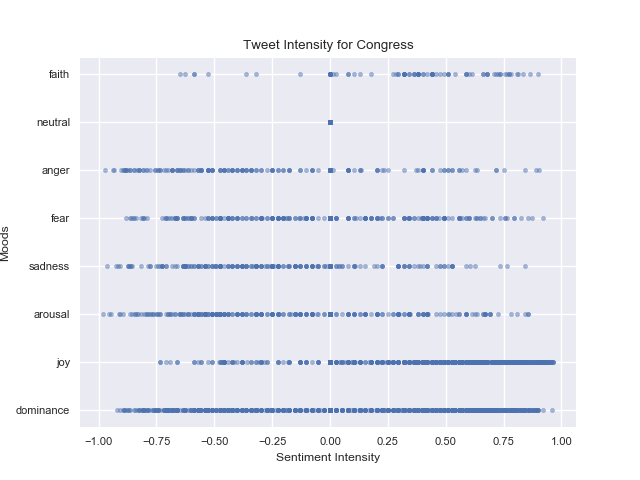 Tweet Intensity for Congress
faith
neutral
anger
fear
sadness
arousal
joy
dominance
Moods
−1.00 −0.75 −0.50 −0.25 0.00 0.25 0.50 0.75 1.00
Sentiment Intensity